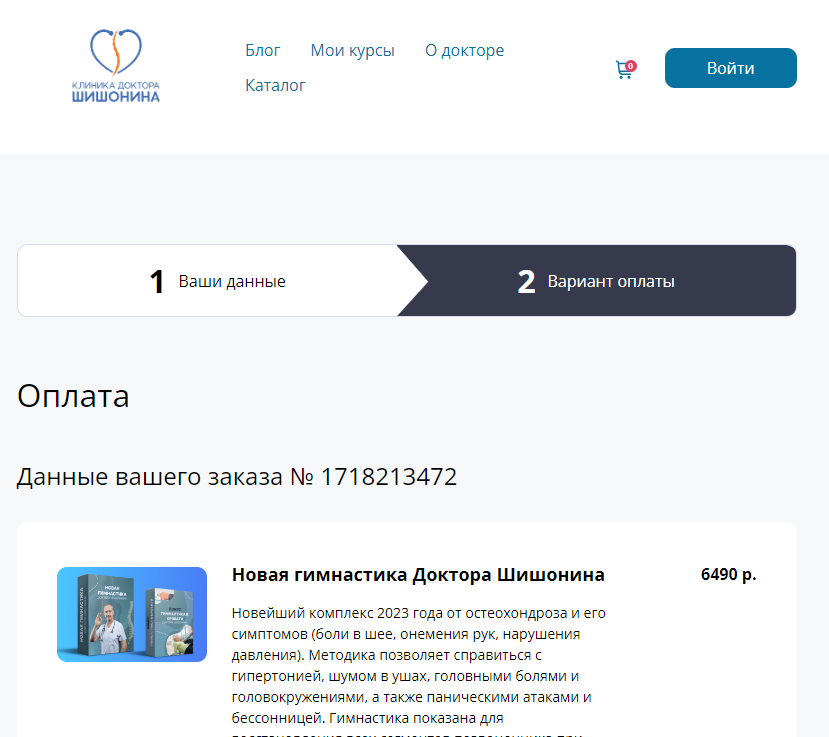 КЛИНИКА ДОКТОРА
ШИШОНИНА
Блог Мои курсы О докторе
Каталог
0
Войти
1 Ваши данные
2 Вариант оплаты
Оплата
Данные вашего заказа № 1718213472
НОВАЯ
ГИМНАСТИКА
Новая гимнастика Доктора Шишонина 6490 р.
Новейший комплекс 2023 года от остеохондроза и его
симптомов (боли в шее, онемения рук, нарушения
давления). Методика позволяет справиться с
гипертонией, шумом в ушах, головными болями и
головокружениями, а также паническими атаками и
бессонницей. Гимнастика показана для